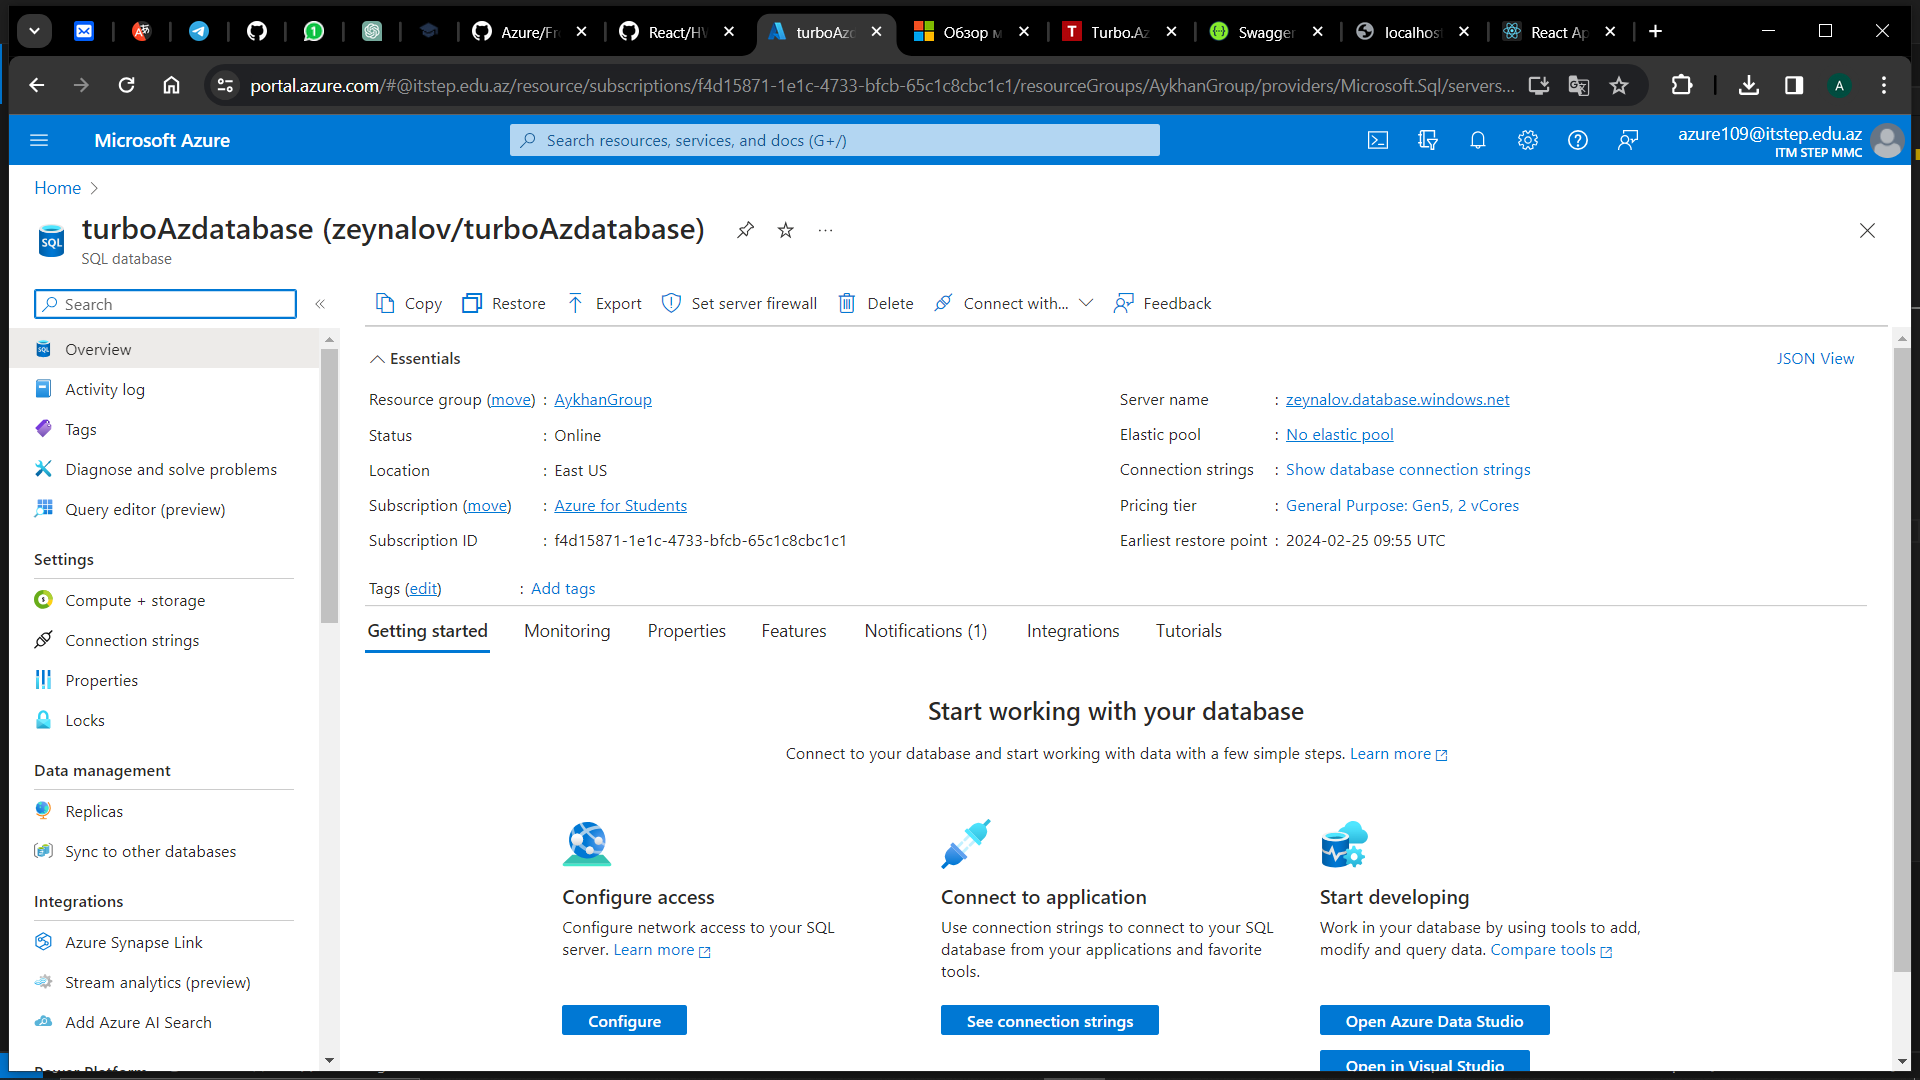 Azure/Fr
React/HW
turboAzd
Обзор м
Turbo.Az
Swagger
localhost
React Ap
portal.azure.com/#@itstep.edu.az/resource/subscriptions/f4d15871-1e1c-4733-bfcb-65c1c8cbc1c1/resourceGroups/AykhanGroup/providers/Microsoft.Sql/servers...
A
Microsoft Azure
Search resources, services, and docs (G+/)
azure109@itstep.edu.az
ITM STEP MMC
Home
turboAzdatabase (zeynalov/turboAzdatabase)
SQL database
Search
Copy
Restore
Export
Set server firewall
Delete
Connect with...
Feedback
Overview
Activity log
Tags
Diagnose and solve problems
Query editor (preview)
Settings
Compute + storage
Connection strings
Properties
Locks
Data management
Replicas
Sync to other databases
Integrations
Azure Synapse Link
Stream analytics (preview)
Add Azure AI Search
Power Platform
Essentials
JSON View
Resource group (move) : AykhanGroup
Status : Online
Location : East US
Subscription (move) : Azure for Students
Subscription ID : f4d15871-1e1c-4733-bfcb-65c1c8cbc1c1
Server name : zeynalov.database.windows.net
Elastic pool : No elastic pool
Connection strings : Show database connection strings
Pricing tier : General Purpose: Gen5, 2 vCores
Earliest restore point : 2024-02-25 09:55 UTC
Tags (edit) : Add tags
Getting started
Monitoring
Properties
Features
Notifications (1)
Integrations
Tutorials
Start working with your database
Connect to your database and start working with data with a few simple steps. Learn more
Configure access
Configure network access to your SQL
server. Learn more
Configure
Connect to application
Use connection strings to connect to your SQL
database from your applications and favorite
tools.
See connection strings
Start developing
Work in your database by using tools to add,
modify and query data. Compare tools
Open Azure Data Studio
Open in Visual Studio